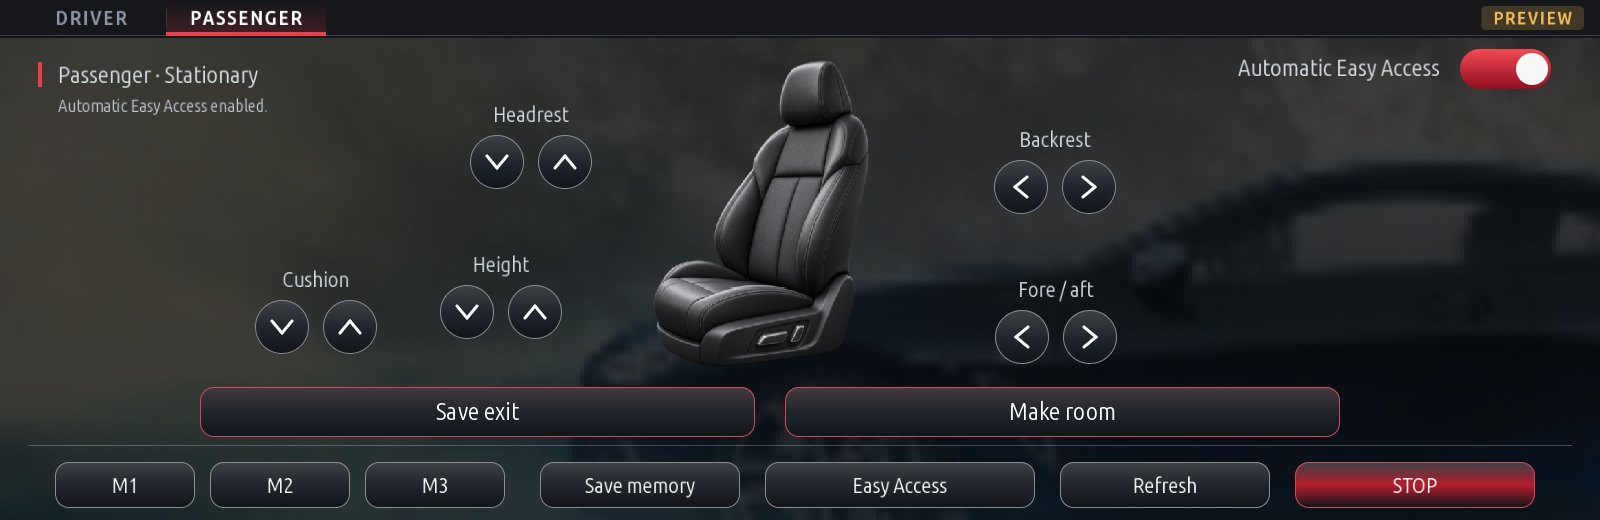 DRIVER
PASSENGER
PREVIEW
Passenger · Stationary
Automatic Easy Access enabled.
Automatic Easy Access
Headrest
Backrest
Cushion
Height
Fore / aft
Save exit
Make room
M1
M2
M3
Save memory
Easy Access
Refresh
STOP